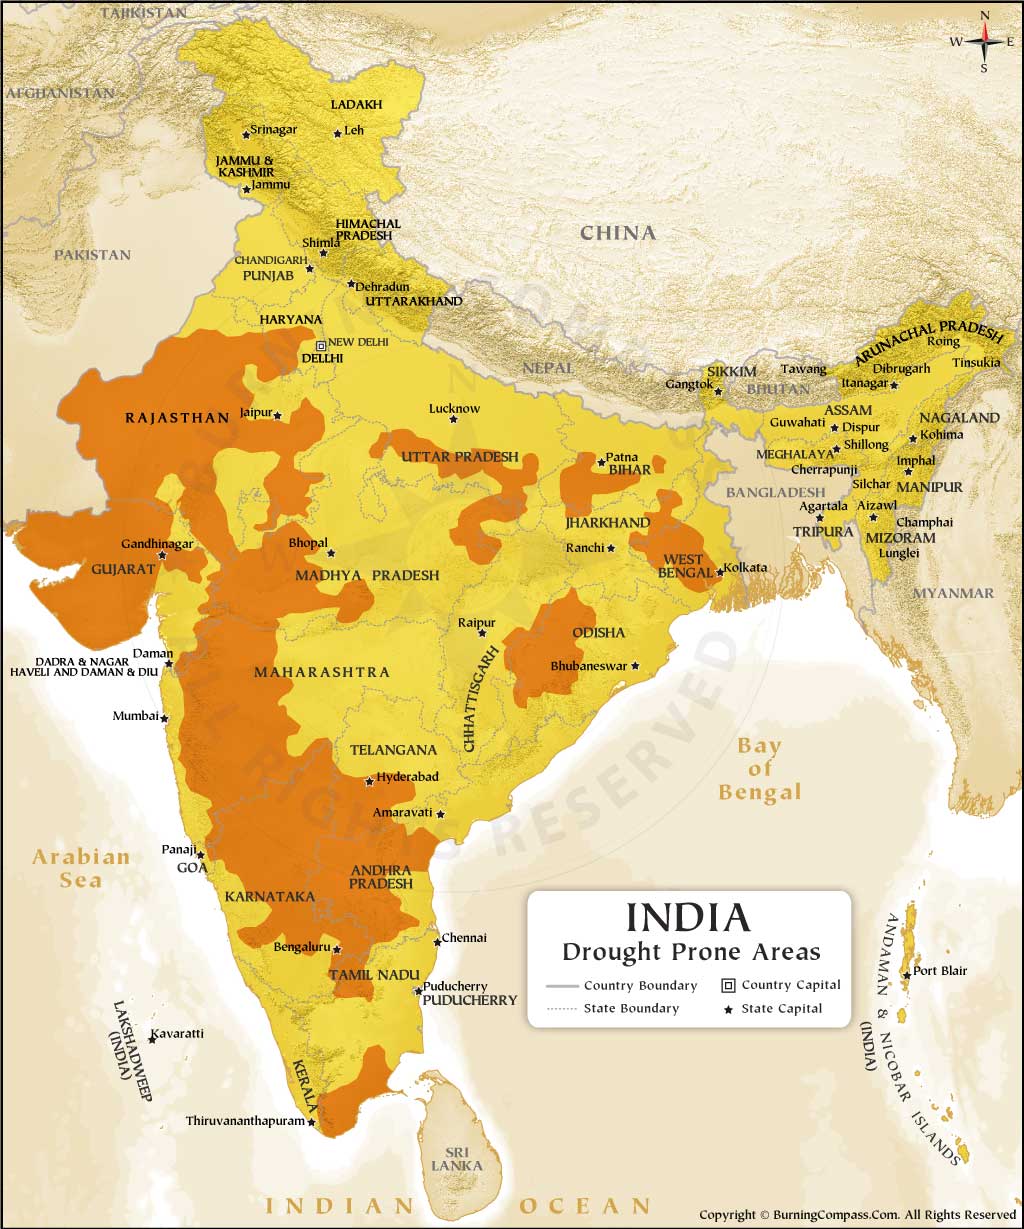 TAJIKISTAN
N
W E
S
AFGHANISTAN
LADAKH
Srinagar
Leh
JAMMU &
KASHMIR
Jammu
CHINA
HIMACHAL
PRADESH
Shimla
PAKISTAN
CHANDIGARH
PUNJAB
Dehradun
UTTARAKHAND
HARYANA
NEW DELHI
DELLHI
ARUNACHAL PRADESH
Roing
Tinsukia
NEPAL
SIKKIM
Gangtok
Tawang
BHUTAN
Dibrugarh
Itanagar
RAJASTHAN
Jaipur
Lucknow
ASSAM
Guwahati
Dispur
NAGALAND
Kohima
Shillong
MEGHALAYA
Cherrapunji
UTTAR PRADESH
Patna
BIHAR
Imphal
Silchar
MANIPUR
BANGLADESH
Agartala
Aizawl
TRIPURA
Champhai
MIZORAM
Lunglei
JHARKHAND
Ranchi
Gandhinagar
GUJARAT
Bhopal
MADHYA PRADESH
WEST
BENGAL
Kolkata
MYANMAR
Raipur
ODISHA
Bhubaneswar
CHHATTISGARH
Daman
DADRA & NAGAR
HAVELI AND DAMAN & DIU
MAHARASHTRA
Mumbai
TELANGANA
Hyderabad
Amaravati
Bay
of
Bengal
Arabian
Sea
Panaji
GOA
ANDHRA
PRADESH
KARNATAKA
Bengaluru
Chennai
TAMIL NADU
Puducherry
PUDUCHERRY
INDIA
Drought Prone Areas
Country Boundary
Country Capital
State Boundary
State Capital
ANDAMAN & NICOBAR ISLANDS
(INDIA)
Port Blair
LAKSHADWEEP
(INDIA)
Kavaratti
KERALA
Thiruvananthapuram
SRI
LANKA
INDIAN OCEAN
Copyright © BurningCompass.Com. All Rights Reserved